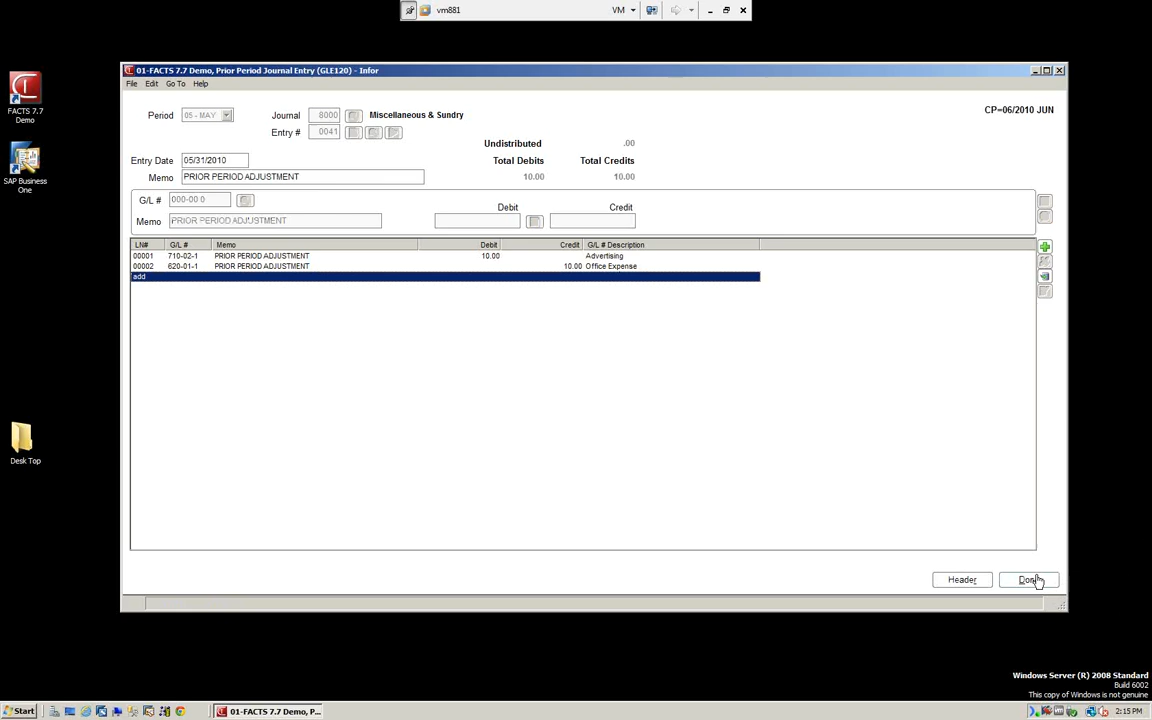 vm881 VM
FACTS 7.7
Demo
SAP Business
One
Desk Top
01-FACTS 7.7 Demo, Prior Period Journal Entry (GLE120) - Infor
File Edit Go To Help
Period 05 - MAY Journal 8000 Miscellaneous & Sundry CP=06/2010 JUN
Entry # 0041
Undistributed .00
Entry Date 05/31/2010 Total Debits Total Credits
Memo PRIOR PERIOD ADJUSTMENT 10.00 10.00
G/L # 000-00 0
Debit Credit
Memo PRIOR PERIOD ADJUSTMENT
LN# G/L # Memo Debit Credit G/L # Description
00001 710-02-1 PRIOR PERIOD ADJUSTMENT 10.00 Advertising
00002 620-01-1 PRIOR PERIOD ADJUSTMENT 10.00 Office Expense
add
Header
Windows Server (R) 2008 Standard
Build 6002
This copy of Windows is not genuine
Start 01-FACTS 7.7 Demo, P... 2:15 PM